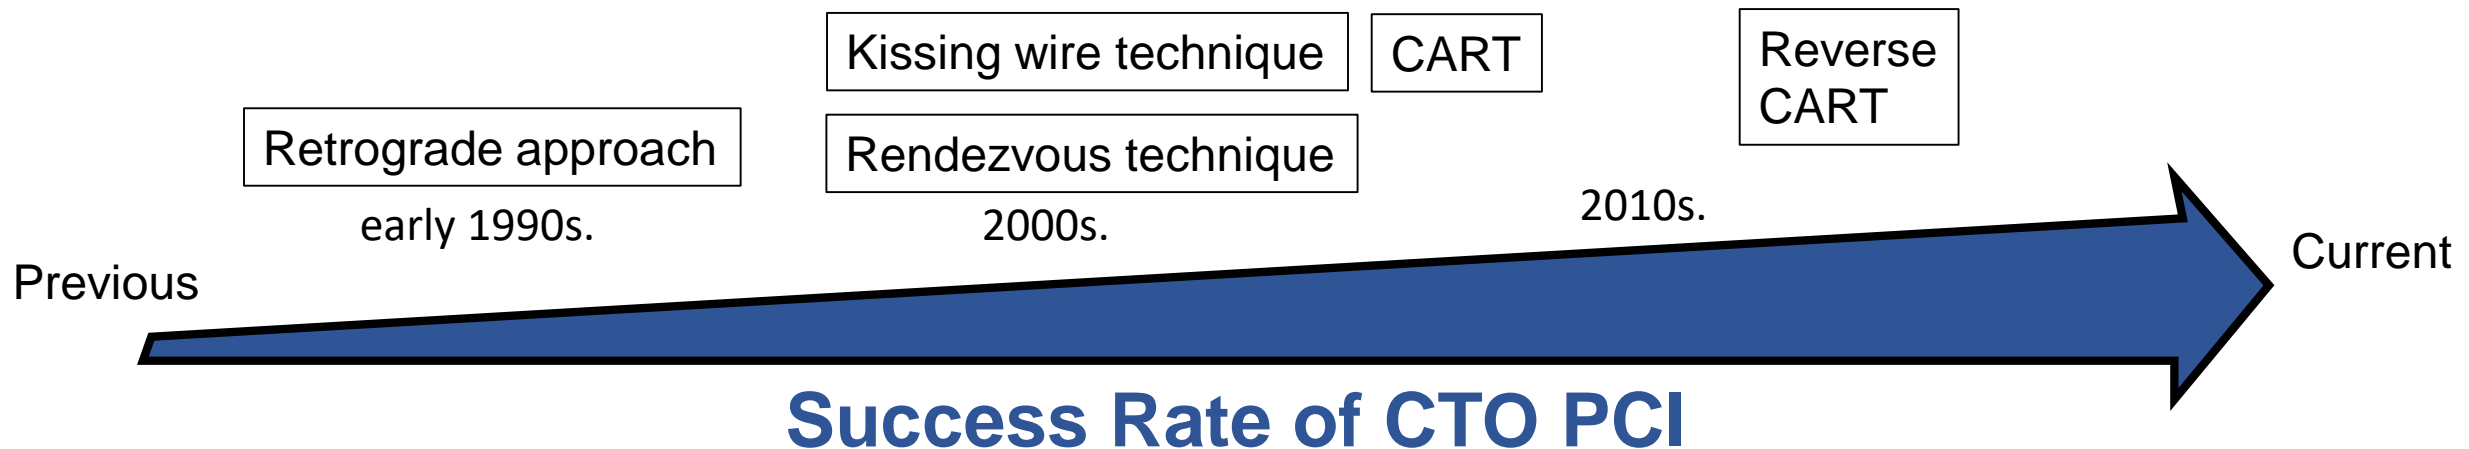 Kissing wire technique
CART
Reverse
CART
Retrograde approach
Rendezvous technique
early 1990s.
2000s.
2010s.
Previous
Current
Success Rate of CTO PCI